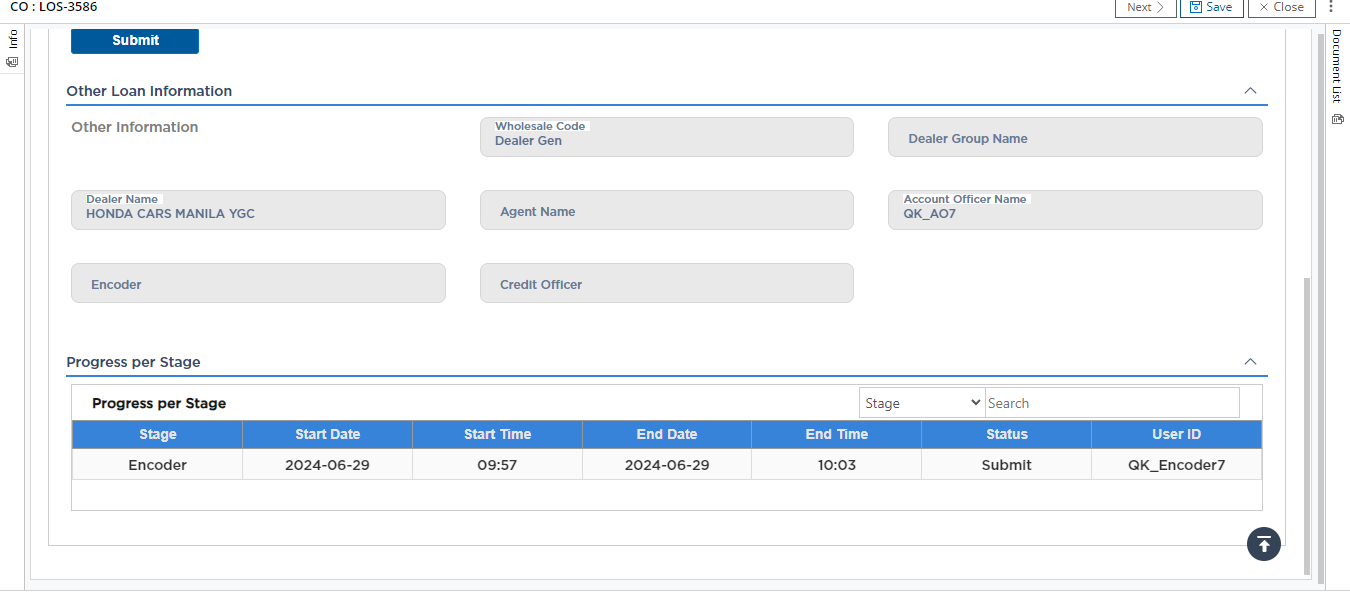 CO : LOS-3586
Next
Save
Close
Info
Document List
Submit
Other Loan Information
Other Information
Wholesale Code
Dealer Gen
Dealer Group Name
Dealer Name
HONDA CARS MANILA YGC
Agent Name
Account Officer Name
QK_AO7
Encoder
Credit Officer
Progress per Stage
Progress per Stage
Stage
Search
Stage Start Date Start Time End Date End Time Status User ID
Encoder 2024-06-29 09:57 2024-06-29 10:03 Submit QK_Encoder7